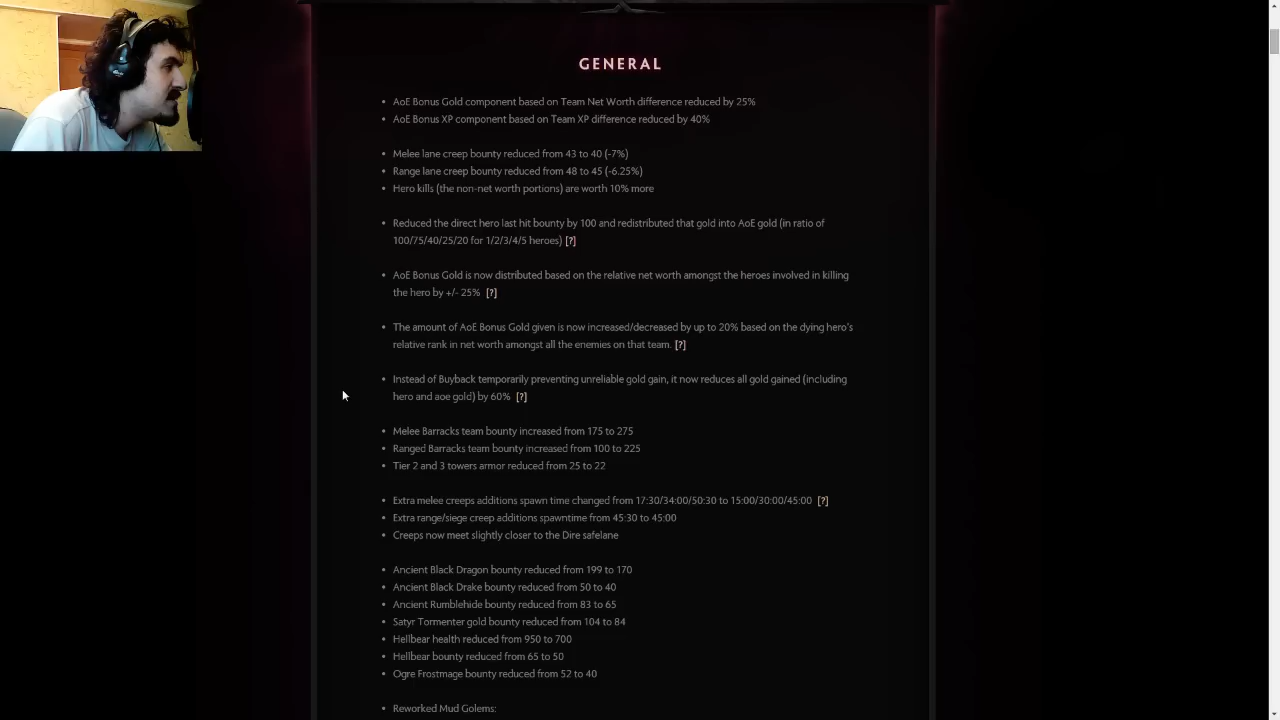 GENERAL
• AoE Bonus Gold component based on Team Net Worth difference reduced by 25%
• AoE Bonus XP component based on Team XP difference reduced by 40%
• Melee lane creep bounty reduced from 43 to 40 (-7%)
• Range lane creep bounty reduced from 48 to 45 (-6.25%)
• Hero kills (the non-net worth portions) are worth 10% more
• Reduced the direct hero last hit bounty by 100 and redistributed that gold into AoE gold (in ratio of
100/75/40/25/20 for 1/2/3/4/5 heroes) [?]
• AoE Bonus Gold is now distributed based on the relative net worth amongst the heroes involved in killing
the hero by +/- 25% [?]
• The amount of AoE Bonus Gold given is now increased/decreased by up to 20% based on the dying hero's
relative rank in net worth amongst all the enemies on that team. [?]
• Instead of Buyback temporarily preventing unreliable gold gain, it now reduces all gold gained (including
hero and aoe gold) by 60% [?]
• Melee Barracks team bounty increased from 175 to 275
• Ranged Barracks team bounty increased from 100 to 225
• Tier 2 and 3 towers armor reduced from 25 to 22
• Extra melee creeps additions spawn time changed from 17:30/34:00/50:30 to 15:00/30:00/45:00 [?]
• Extra range/siege creep additions spawntime from 45:30 to 45:00
• Creeps now meet slightly closer to the Dire safelane
• Ancient Black Dragon bounty reduced from 199 to 170
• Ancient Black Drake bounty reduced from 50 to 40
• Ancient Rumblehide bounty reduced from 83 to 65
• Satyr Tormenter gold bounty reduced from 104 to 84
• Hellbear health reduced from 950 to 700
• Hellbear bounty reduced from 65 to 50
• Ogre Frostmage bounty reduced from 52 to 40
• Reworked Mud Golems: